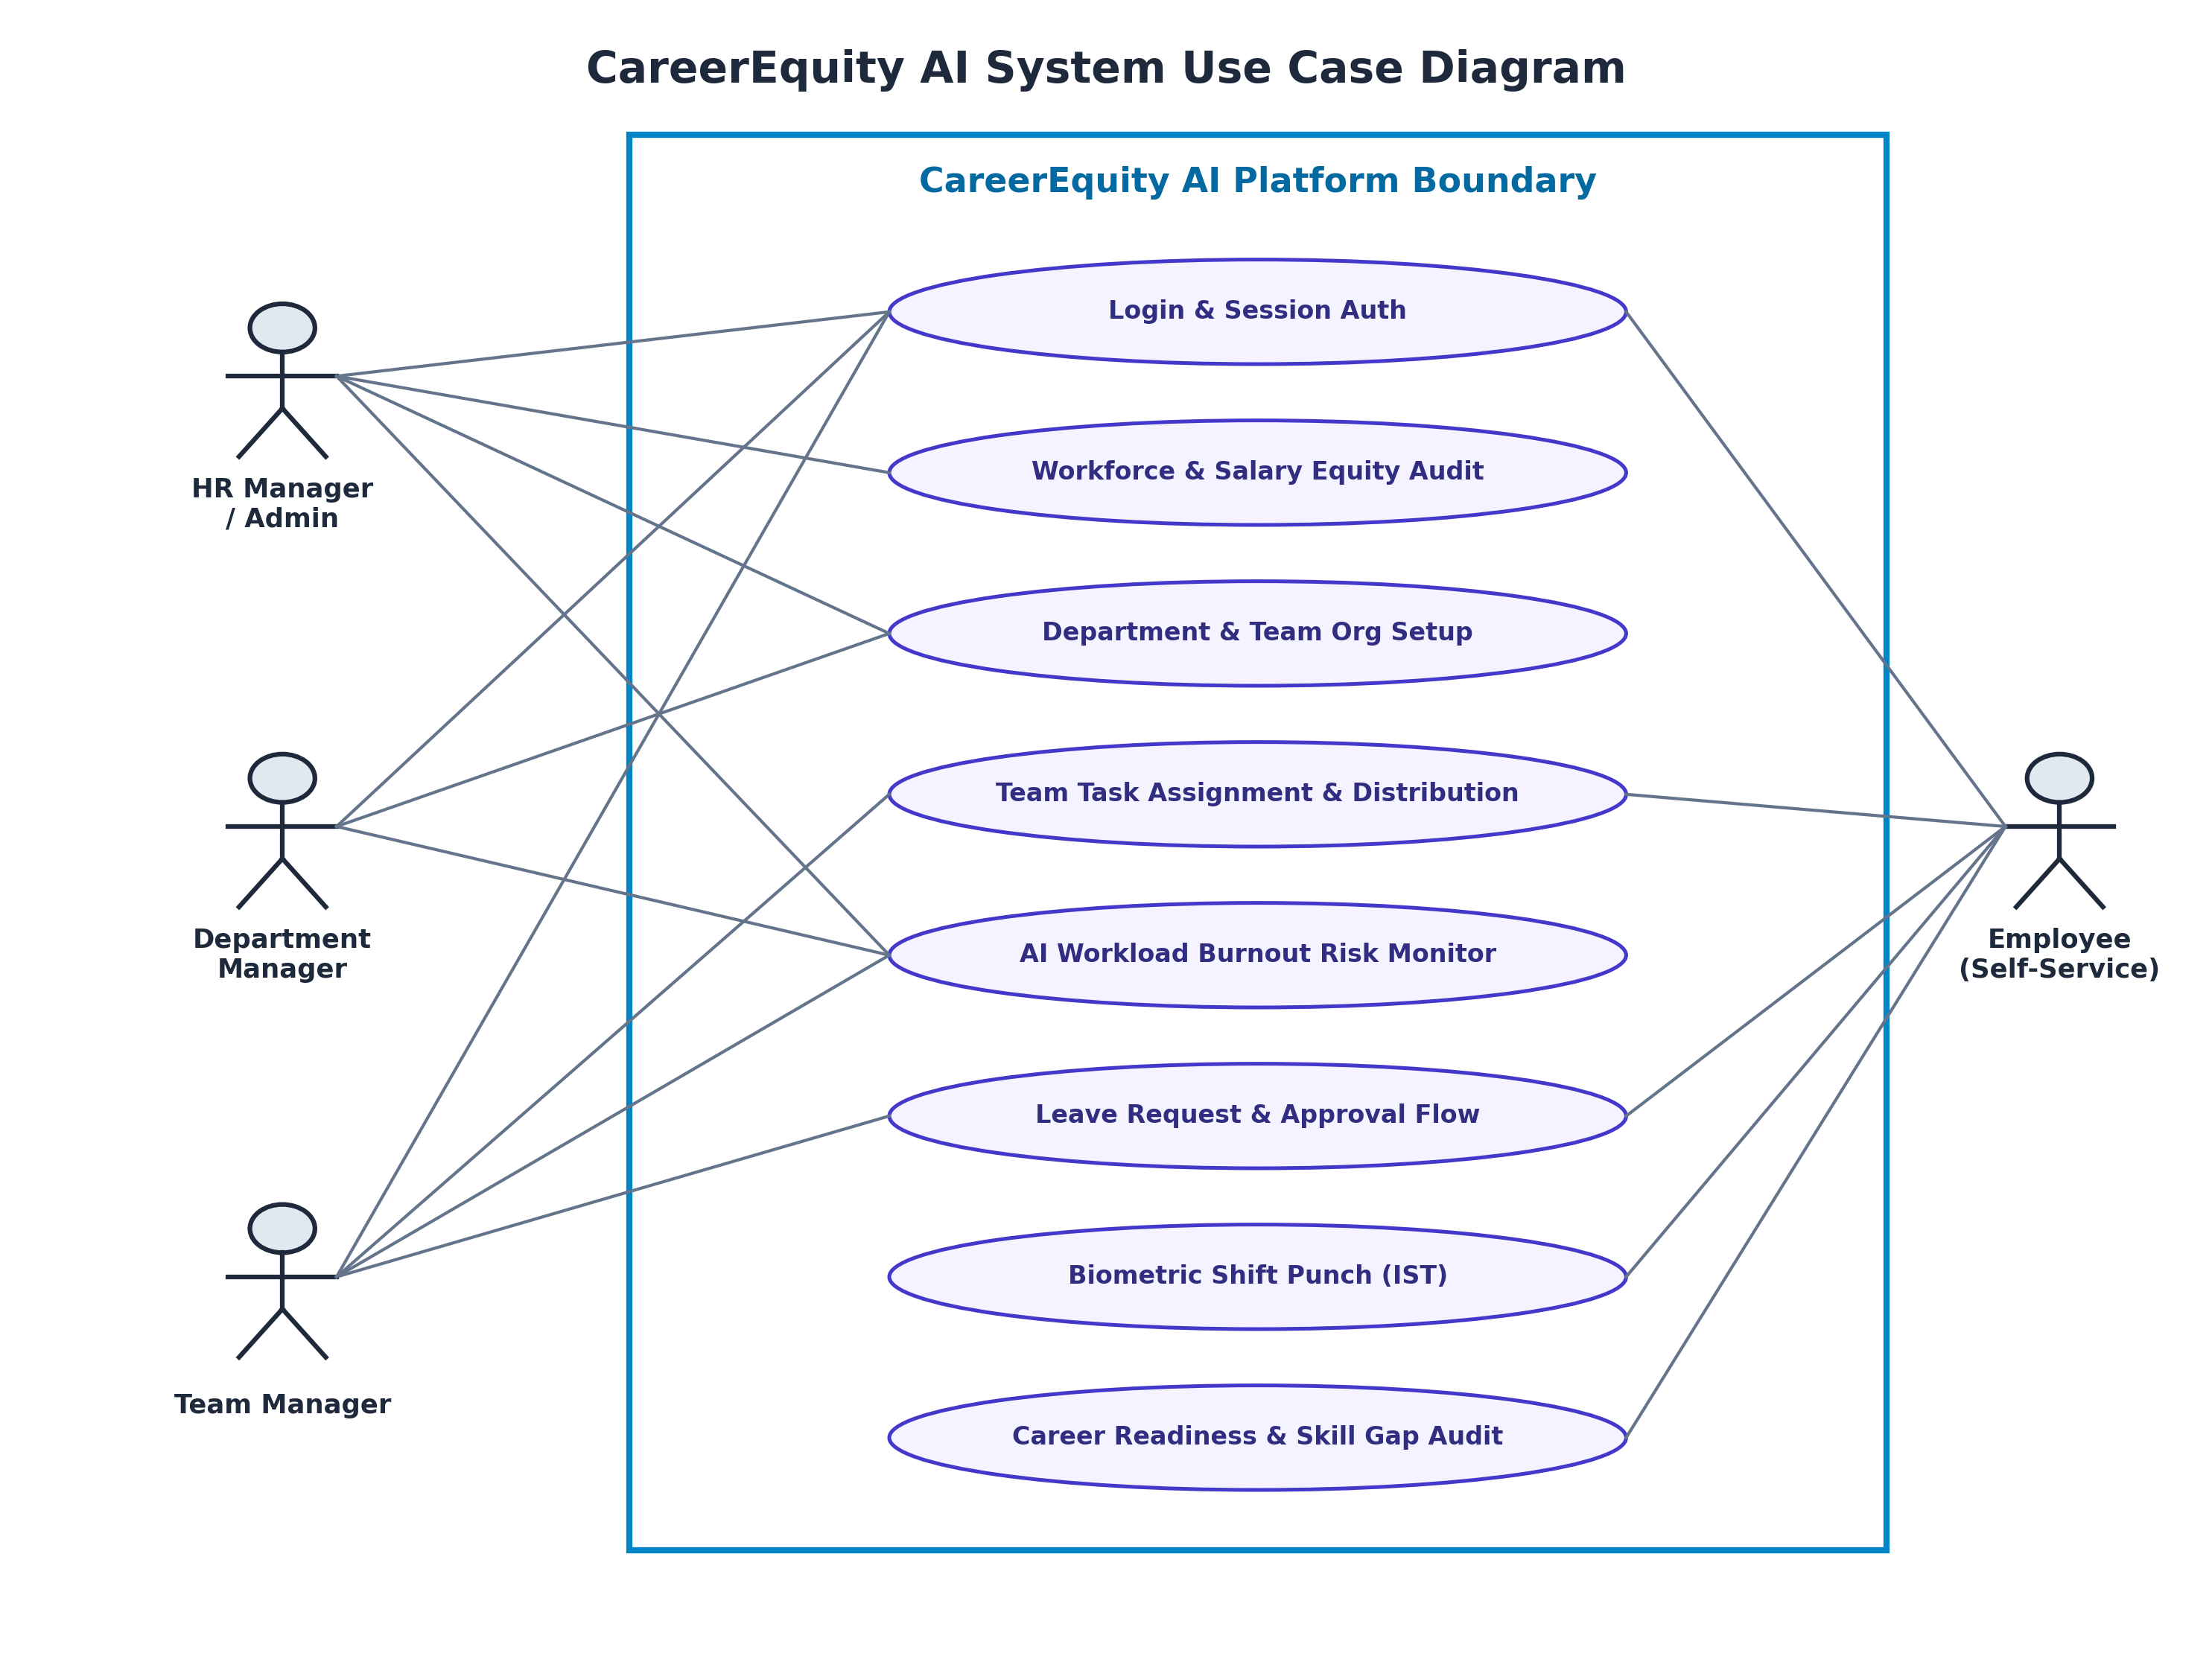 CareerEquity AI System Use Case Diagram
CareerEquity AI Platform Boundary
Login & Session Auth
Workforce & Salary Equity Audit
HR Manager
/ Admin
Department & Team Org Setup
Team Task Assignment & Distribution
Department
Manager
AI Workload Burnout Risk Monitor
Employee
(Self-Service)
Leave Request & Approval Flow
Biometric Shift Punch (IST)
Team Manager
Career Readiness & Skill Gap Audit